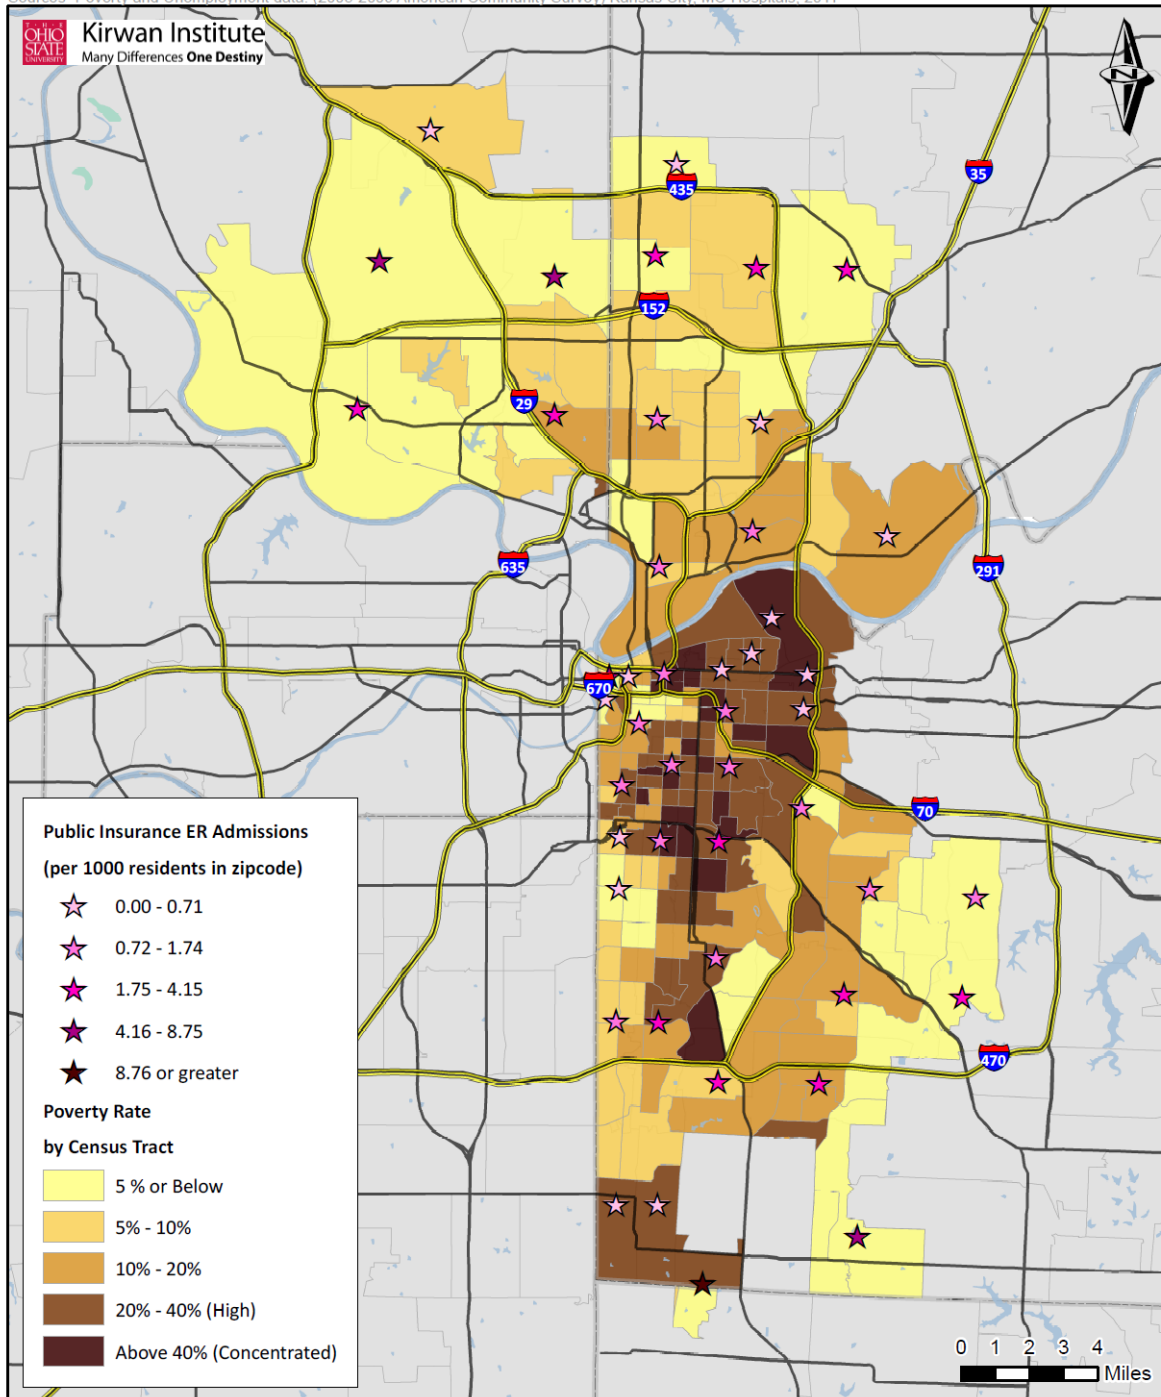 THE
OHIO
STATE
UNIVERSITY
Kirwan Institute
Many Differences One Destiny
N
35
435
152
29
635
291
670
70
470
Public Insurance ER Admissions
(per 1000 residents in zipcode)
0.00 - 0.71
0.72 - 1.74
1.75 - 4.15
4.16 - 8.75
8.76 or greater
Poverty Rate
by Census Tract
5 % or Below
5% - 10%
10% - 20%
20% - 40% (High)
Above 40% (Concentrated)
0 1 2 3 4
Miles